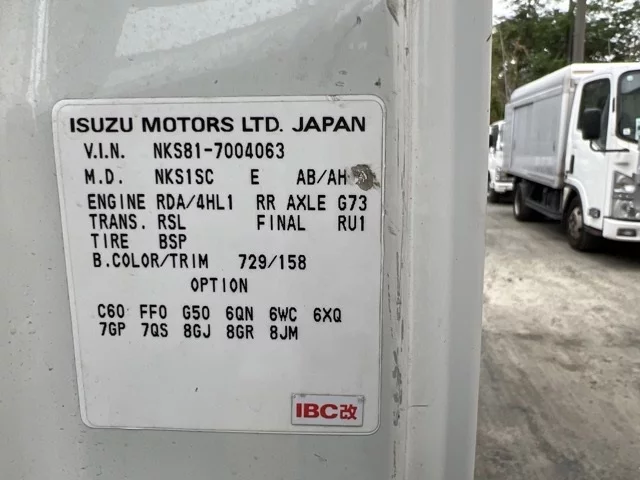 ISUZU MOTORS LTD. JAPAN
V.I.N. NKS81-7004063
M.D. NKS1SC E AB/AH
ENGINE RDA/4HL1 RR AXLE G73
TRANS. RSL FINAL RU1
TIRE BSP
B.COLOR/TRIM 729/158
OPTION
C60 FF0 G50 6QN 6WC 6XQ
7GP 7QS 8GJ 8GR 8JM
IBC改